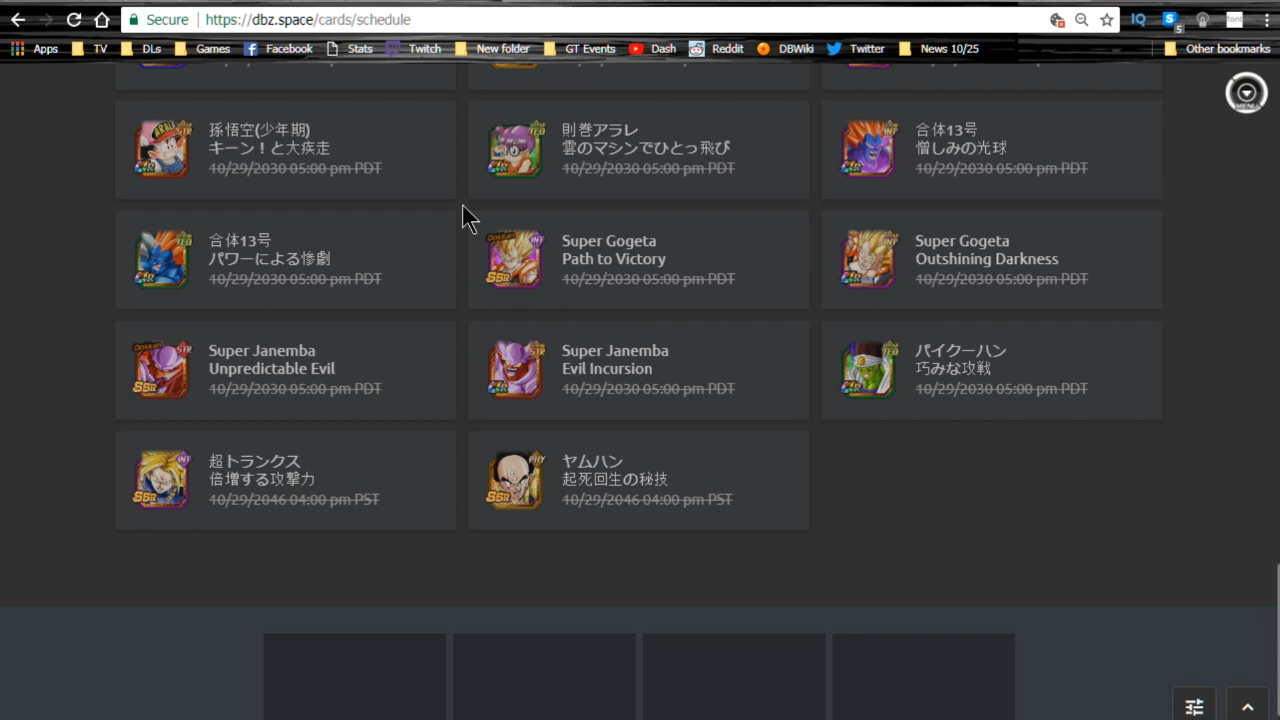 Secure
https://dbz.space/cards/schedule
IQ
5
font
Apps TV DLs Games Facebook Stats Twitch New folder GT Events Dash Reddit DBWiki Twitter News 10/25 Other bookmarks
MENU
孫悟空(少年期)
キーン！と大疾走
10/29/2030 05:00 pm PDT
則巻アラレ
雲のマシンでひとっ飛び
10/29/2030 05:00 pm PDT
合体13号
憎しみの光球
10/29/2030 05:00 pm PDT
合体13号
パワーによる惨劇
10/29/2030 05:00 pm PDT
Super Gogeta
Path to Victory
10/29/2030 05:00 pm PDT
Super Gogeta
Outshining Darkness
10/29/2030 05:00 pm PDT
Super Janemba
Unpredictable Evil
10/29/2030 05:00 pm PDT
Super Janemba
Evil Incursion
10/29/2030 05:00 pm PDT
パイクーハン
巧みな攻戦
10/29/2030 05:00 pm PDT
超トランクス
倍増する攻撃力
10/29/2046 04:00 pm PST
ヤムハン
起死回生の秘技
10/29/2046 04:00 pm PST